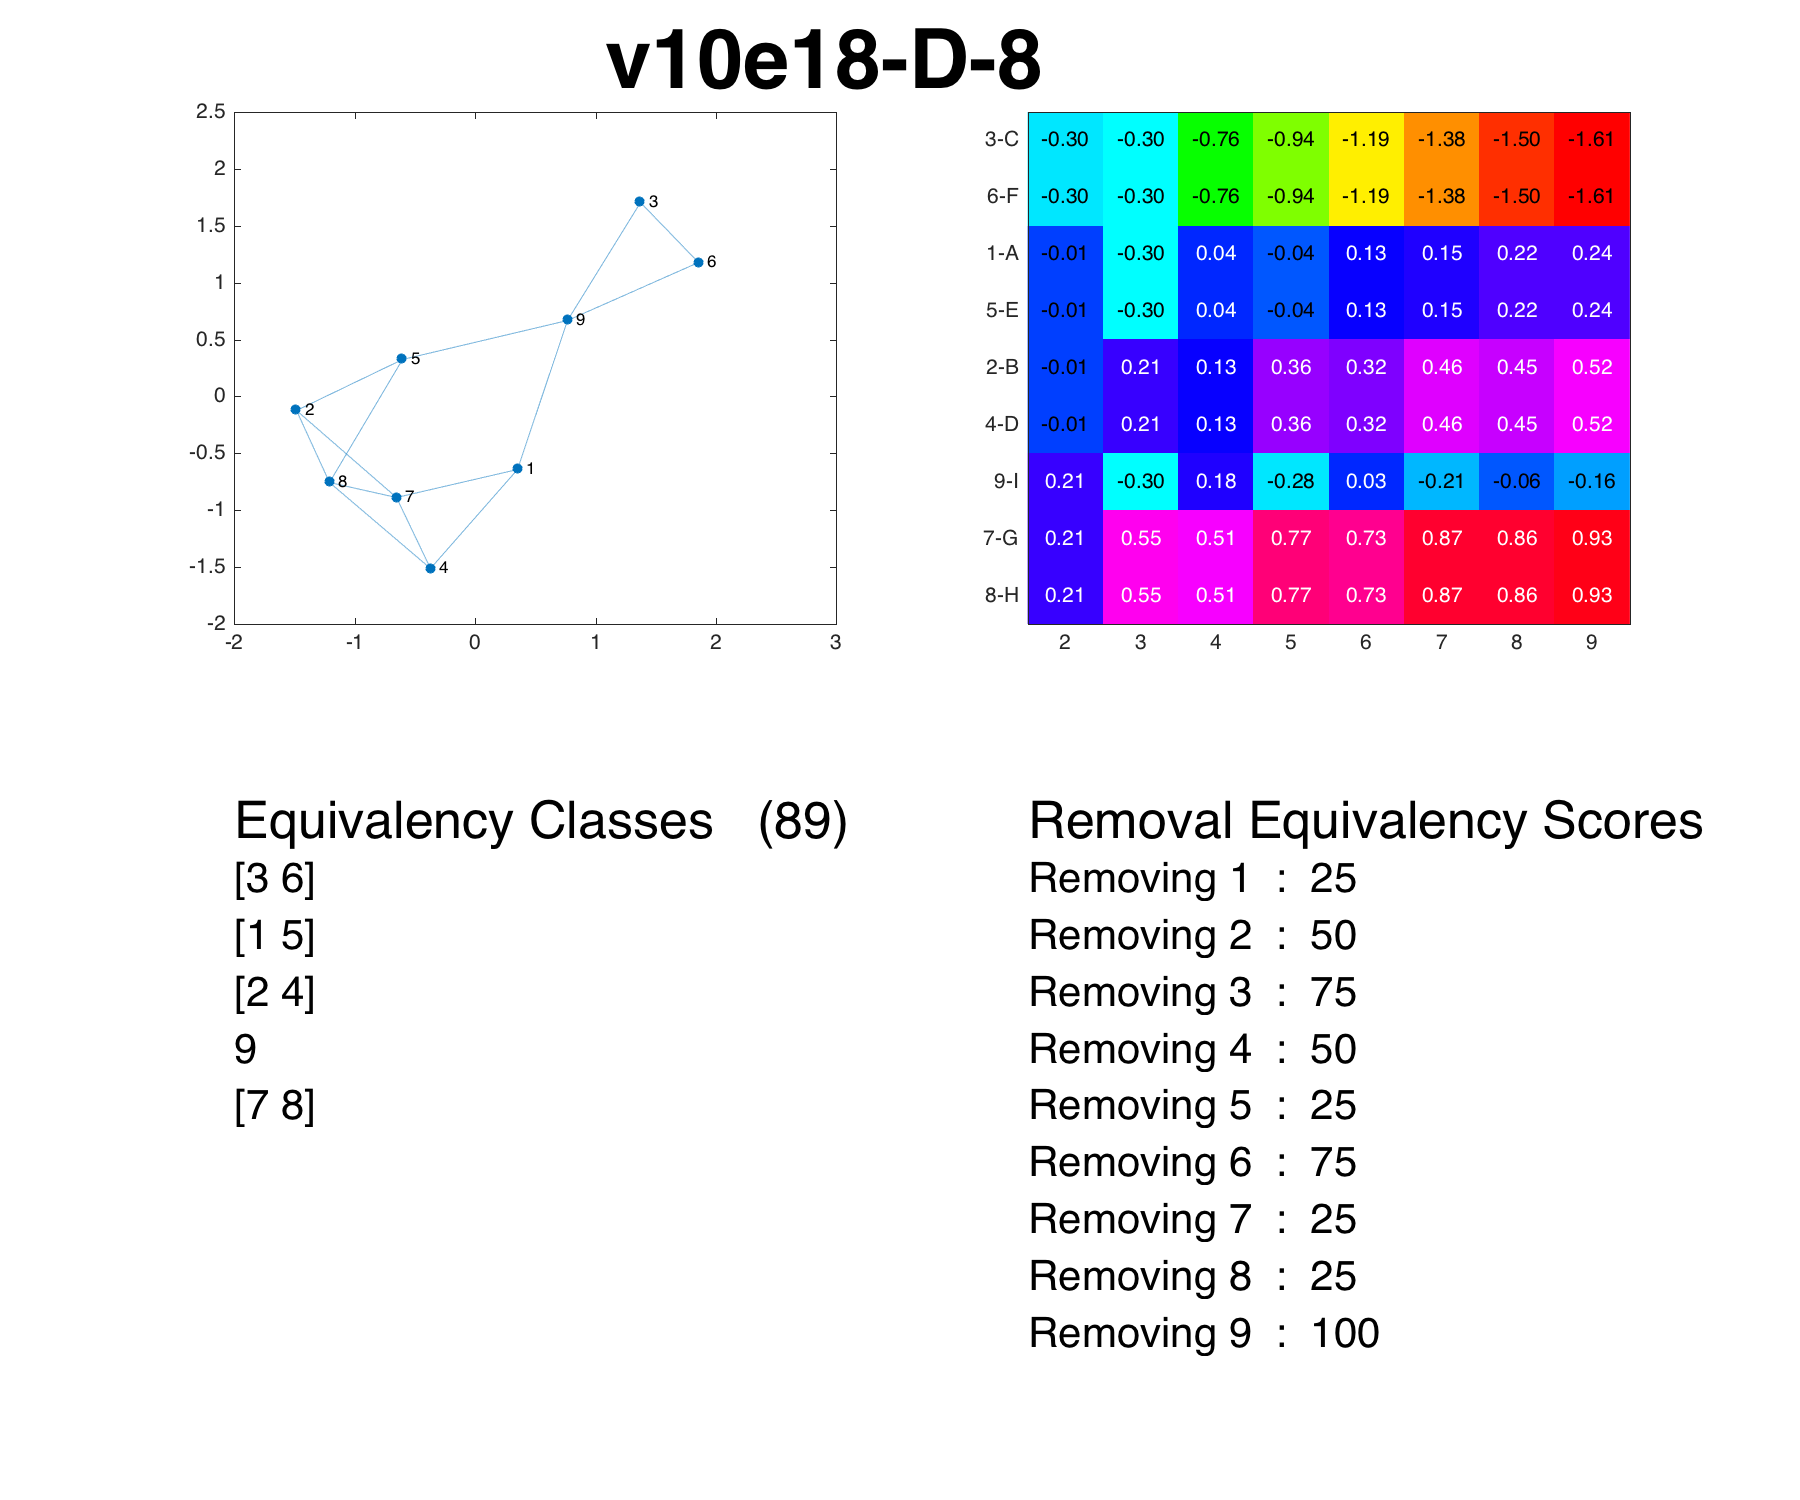 v10e18-D-8
2.5
2
1.5
1
0.5
0
-0.5
-1
-1.5
-2
-2 -1 0 1 2 3
3
6
9
5
2
1
8
7
4
3-C -0.30 -0.30 -0.76 -0.94 -1.19 -1.38 -1.50 -1.61
6-F -0.30 -0.30 -0.76 -0.94 -1.19 -1.38 -1.50 -1.61
1-A -0.01 -0.30 0.04 -0.04 0.13 0.15 0.22 0.24
5-E -0.01 -0.30 0.04 -0.04 0.13 0.15 0.22 0.24
2-B -0.01 0.21 0.13 0.36 0.32 0.46 0.45 0.52
4-D -0.01 0.21 0.13 0.36 0.32 0.46 0.45 0.52
9-I 0.21 -0.30 0.18 -0.28 0.03 -0.21 -0.06 -0.16
7-G 0.21 0.55 0.51 0.77 0.73 0.87 0.86 0.93
8-H 0.21 0.55 0.51 0.77 0.73 0.87 0.86 0.93
2 3 4 5 6 7 8 9
Equivalency Classes (89)
[3 6]
[1 5]
[2 4]
9
[7 8]
Removal Equivalency Scores
Removing 1 : 25
Removing 2 : 50
Removing 3 : 75
Removing 4 : 50
Removing 5 : 25
Removing 6 : 75
Removing 7 : 25
Removing 8 : 25
Removing 9 : 100